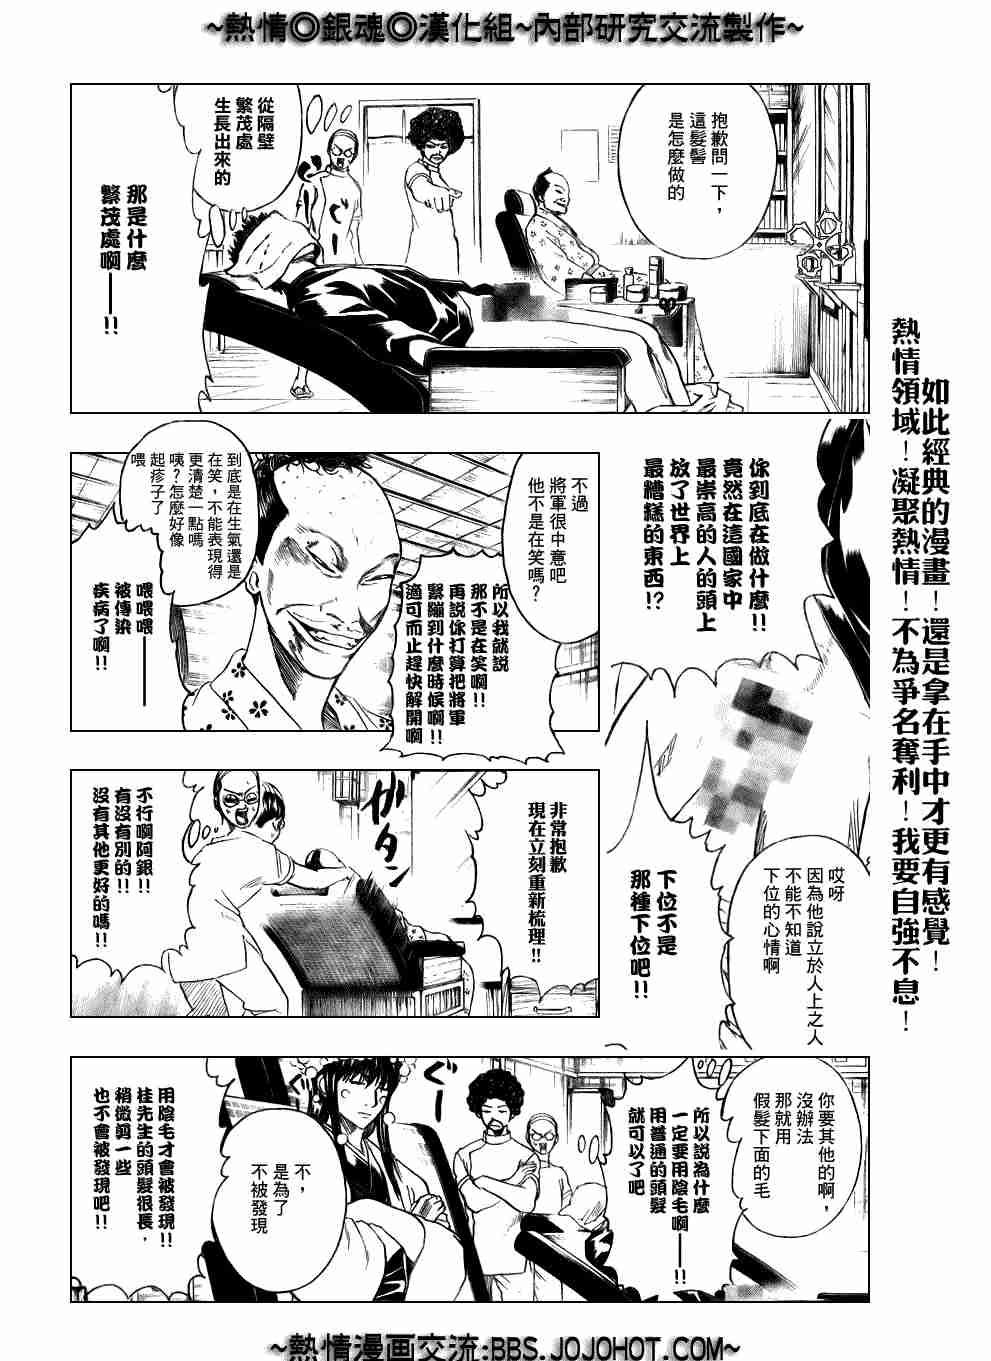 ~熱情◎銀魂◎漢化組~內部研究交流製作~
抱歉問一下，
這髮髻
是怎麼做的
從隔壁
繁茂處
生長出來的
那是什麼
繁茂處啊——!!
你到底在做什麼!!
竟然在這國家中
最崇高的人的頭上
放了世界上
最糟糕的東西!?
不過
將軍很中意吧
他不是在笑嗎?
所以我就說
那不是在笑啊!!
再說你打算把將軍
緊繃到什麼時候啊!!
適可而止趕快解開啊
到底是在生氣還是
在笑，不能表現得
更清楚一點嗎
咦?怎麼好像
起疹子了
喂
喂喂喂——
被傳染
疾病了啊!!
哎呀
因為他說立於人上之人
不能不知道
下位的心情啊
下位不是
那種下位吧!!
非常抱歉
現在立刻重新梳理!!
ガタン
不行啊阿銀!!
有沒有別的!!
沒有其他更好的嗎!!
你要其他的啊，
沒辦法
那就用
假髮下面的毛
所以說為什麼
一定要用陰毛啊——!!
用普通的頭髮
就可以了吧
ぐー
ぐー
不，
是為了
不被發現
用陰毛才會被發現!!
桂先生的頭髮很長，
稍微剪一些
也不會被發現吧!!
如此經典的漫畫！還是拿在手中才更有感覺！
熱情領域！凝聚熱情！不為爭名奪利！我要自強不息！
~熱情漫画交流:BBS.JOJOHOT.COM~